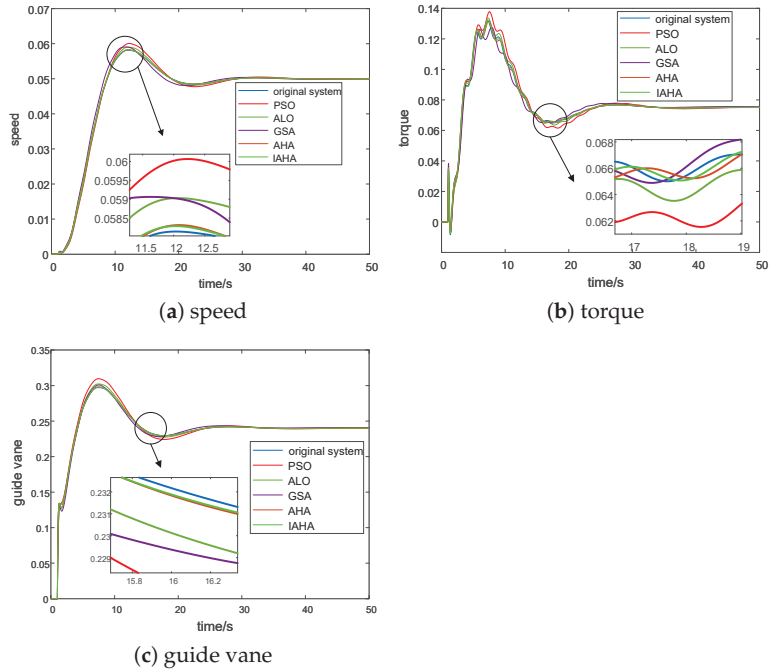 0.07
0.06
0.05
0.04
0.03
0.02
0.01
0
speed
original system
PSO
ALO
GSA
AHA
IAHA
0.06
0.059
0.0585
11.5 12 12.5
0 10 20 30 40 50
time/s
(a) speed
0.14
0.12
0.10
0.08
0.06
0.04
0.02
0
-0.02
torque
original system
PSO
ALO
GSA
AHA
IAHA
0.068
0.066
0.064
0.062
17 18, 19
0 10 20 30 40 50
time/s
(b) torque
0.35
0.30
0.25
0.20
0.15
0.10
0.05
0
guide vane
original system
PSO
ALO
GSA
AHA
IAHA
0.232
0.231
0.23
0.229
15.8 16 16.2
0 10 20 30 40 50
time/s
(c) guide vane